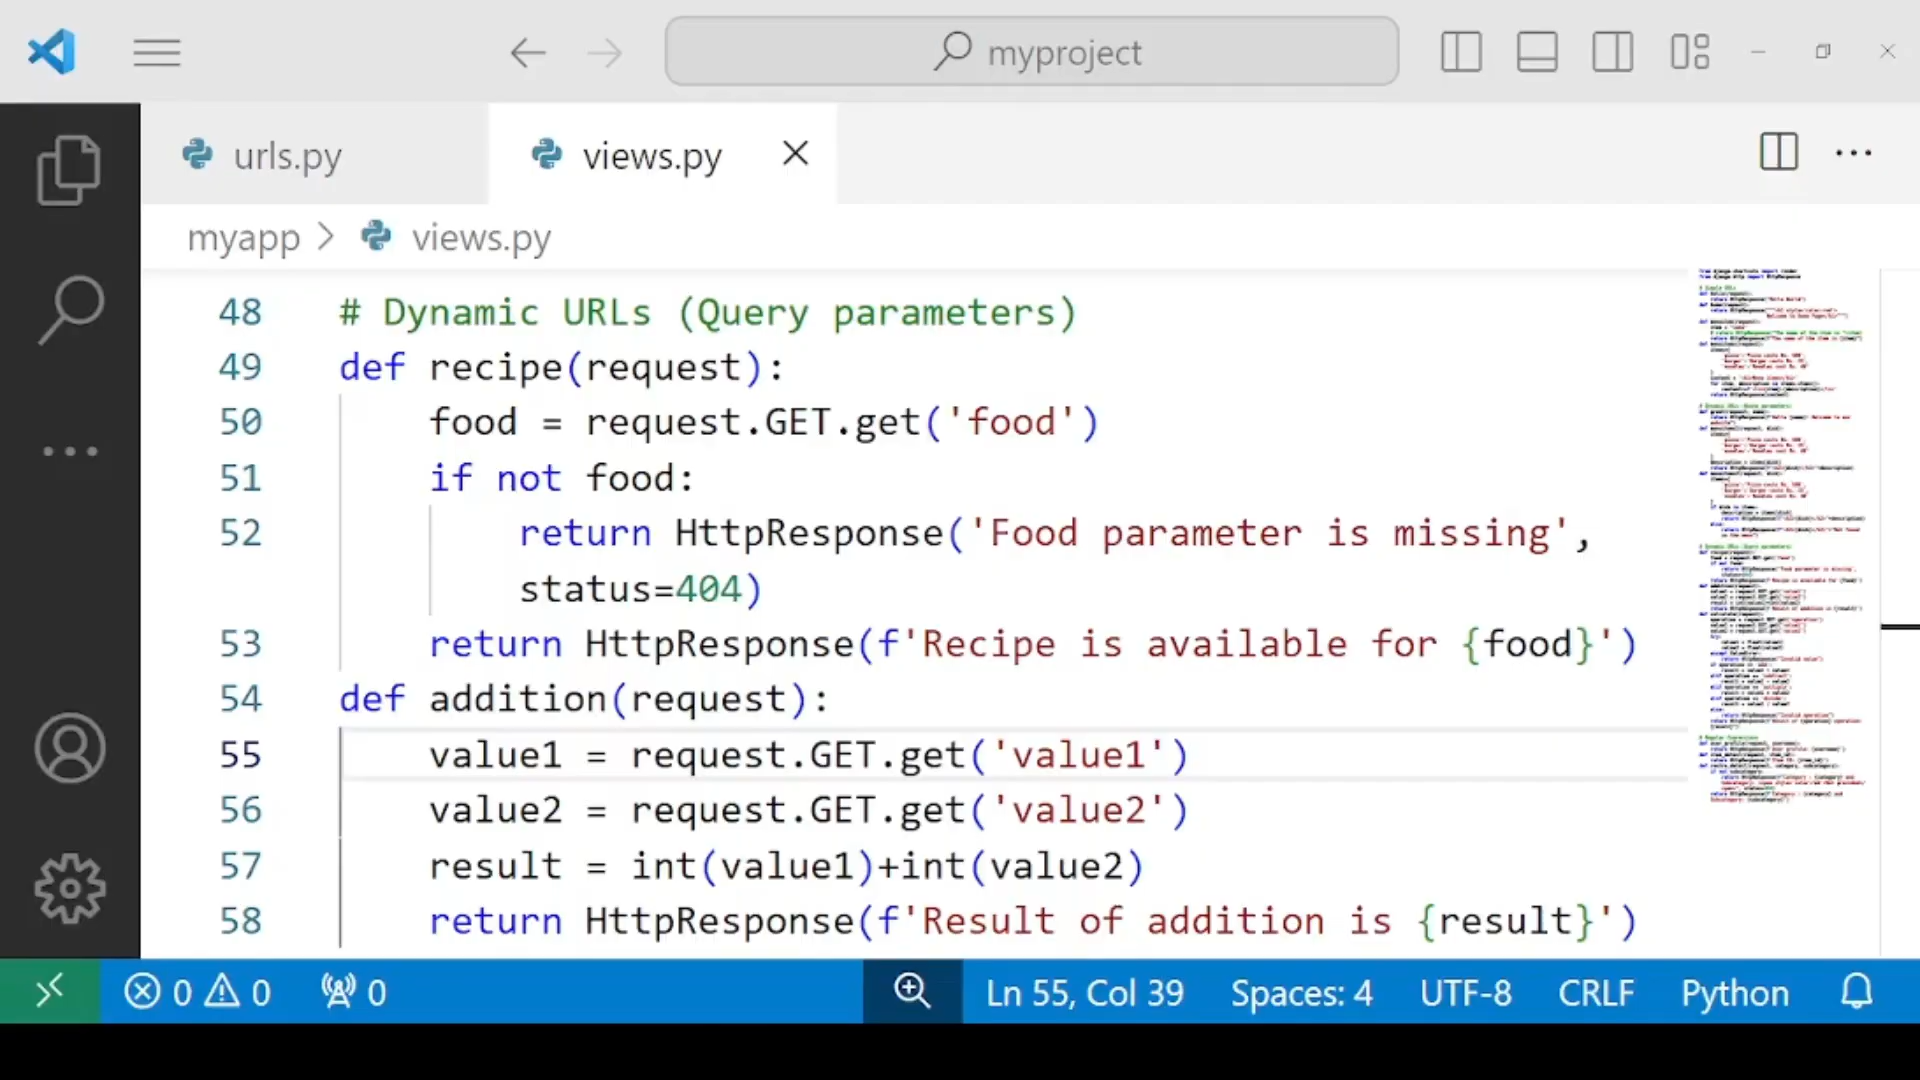 myproject
urls.py
views.py
myapp > views.py
48 # Dynamic URLs (Query parameters)
49 def recipe(request):
50 food = request.GET.get('food')
51 if not food:
52 return HttpResponse('Food parameter is missing',
status=404)
53 return HttpResponse(f'Recipe is available for {food}')
54 def addition(request):
55 value1 = request.GET.get('value1')
56 value2 = request.GET.get('value2')
57 result = int(value1)+int(value2)
58 return HttpResponse(f'Result of addition is {result}')
0 0 0 Ln 55, Col 39 Spaces: 4 UTF-8 CRLF Python